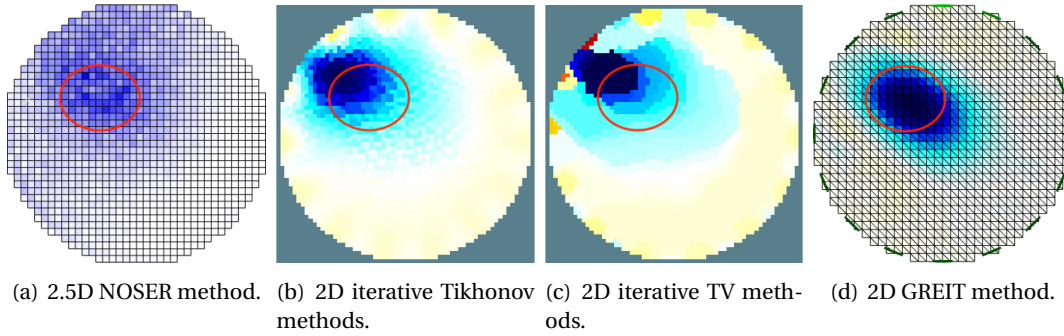 (a) 2.5D NOSER method.
(b) 2D iterative Tikhonov
methods.
(c) 2D iterative TV meth-
ods.
(d) 2D GREIT method.